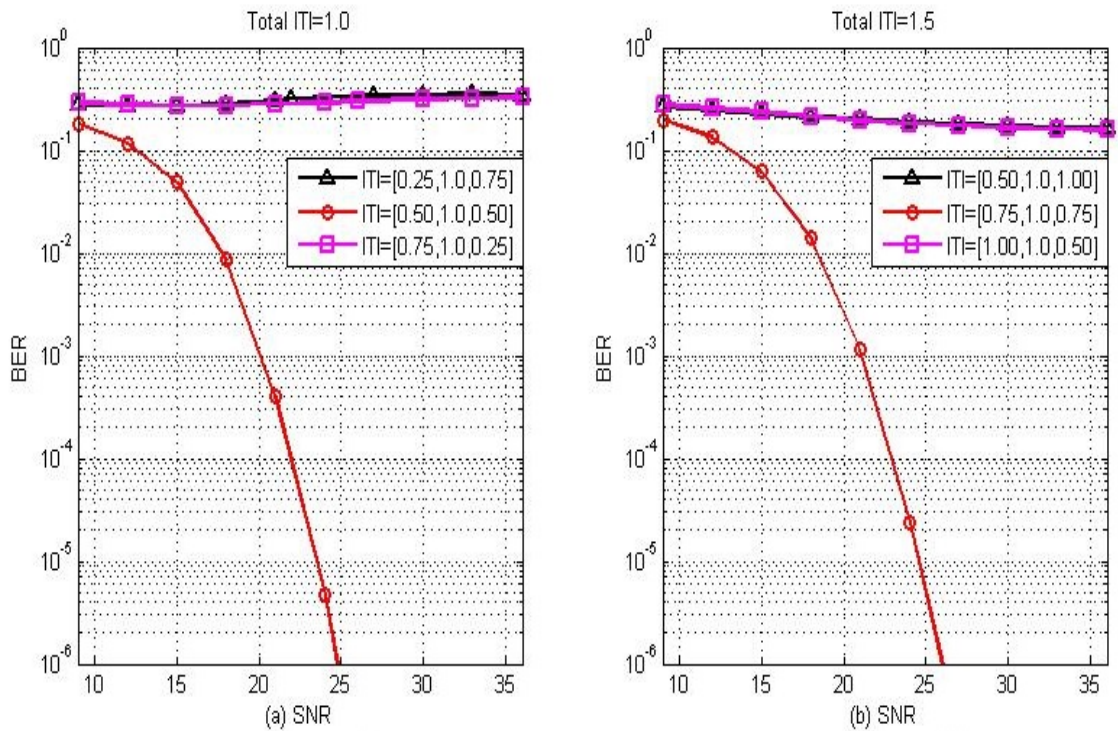 Total ITI=1.0
10^0
10^-1
10^-2
10^-3
10^-4
10^-5
10^-6
BER
ITI=[0.25,1.0,0.75]
ITI=[0.50,1.0,0.50]
ITI=[0.75,1.0,0.25]
10 15 20 25 30 35
(a) SNR
Total ITI=1.5
10^0
10^-1
10^-2
10^-3
10^-4
10^-5
10^-6
BER
ITI=[0.50,1.0,1.00]
ITI=[0.75,1.0,0.75]
ITI=[1.00,1.0,0.50]
10 15 20 25 30 35
(b) SNR